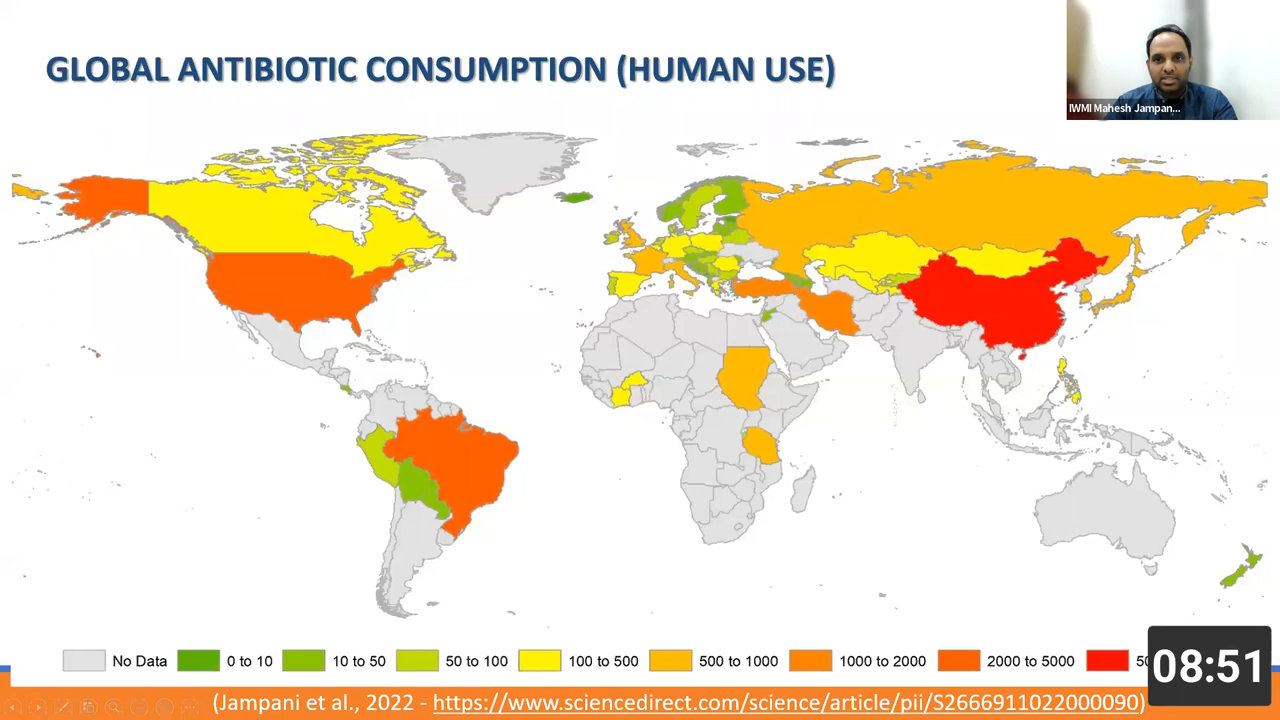 GLOBAL ANTIBIOTIC CONSUMPTION (HUMAN USE)
IWMI Mahesh Jampan...
No Data 0 to 10 10 to 50 50 to 100 100 to 500 500 to 1000 1000 to 2000 2000 to 5000
08:51
(Jampani et al., 2022 - https://www.sciencedirect.com/science/article/pii/S2666911022000090)